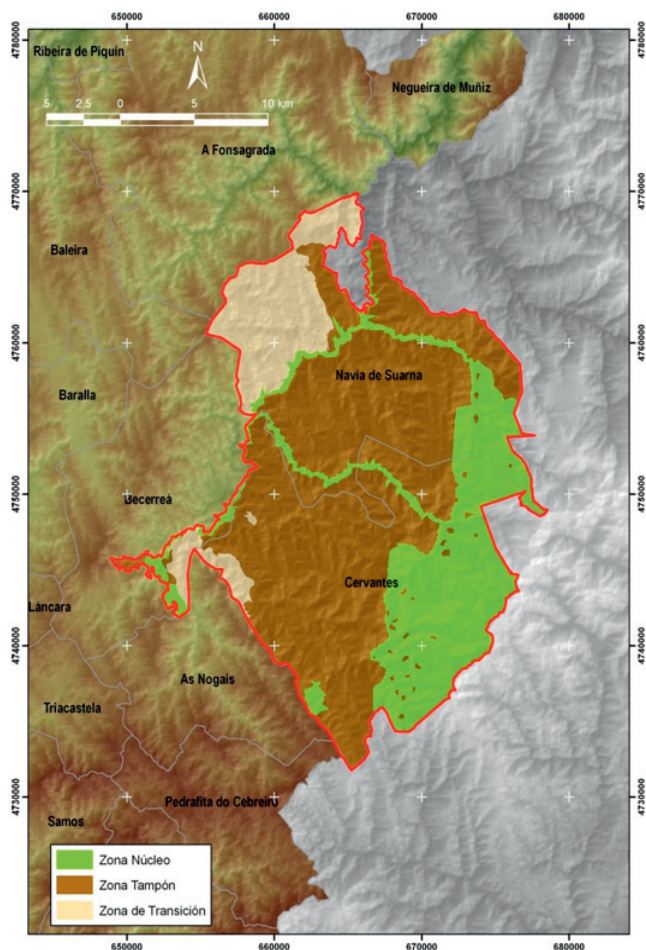 650000 660000 670000 680000
4780000 4780000
Ribeira de Piquín
N
Negueira de Muñiz
5 2.5 0 5 10 km
A Fonsagrada
4770000 4770000
Baleira
4760000 4760000
Navia de Suarna
Baralla
4750000 4750000
Becerreá
Cervantes
Láncara
4740000 4740000
As Nogais
Triacastela
4730000 4730000
Pedrafita do Cebreiro
Samos
Zona Núcleo
Zona Tampón
Zona de Transición
650000 660000 670000 680000